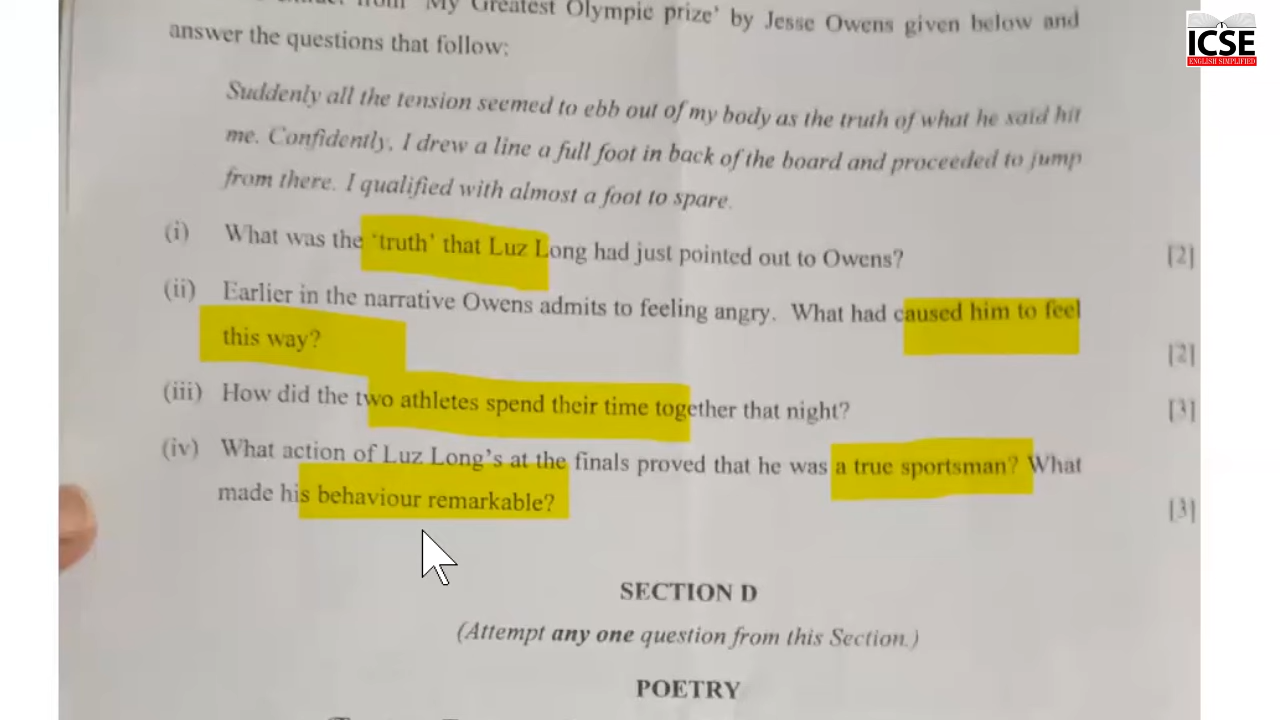 from 'My Greatest Olympic prize' by Jesse Owens given below and
answer the questions that follow:
ICSE
ENGLISH SIMPLIFIED
Suddenly all the tension seemed to ebb out of my body as the truth of what he said hit
me. Confidently, I drew a line a full foot in back of the board and proceeded to jump
from there. I qualified with almost a foot to spare.
(i) What was the 'truth' that Luz Long had just pointed out to Owens? [2]
(ii) Earlier in the narrative Owens admits to feeling angry. What had caused him to feel
this way? [2]
(iii) How did the two athletes spend their time together that night? [3]
(iv) What action of Luz Long's at the finals proved that he was a true sportsman? What
made his behaviour remarkable? [3]
SECTION D
(Attempt any one question from this Section.)
POETRY